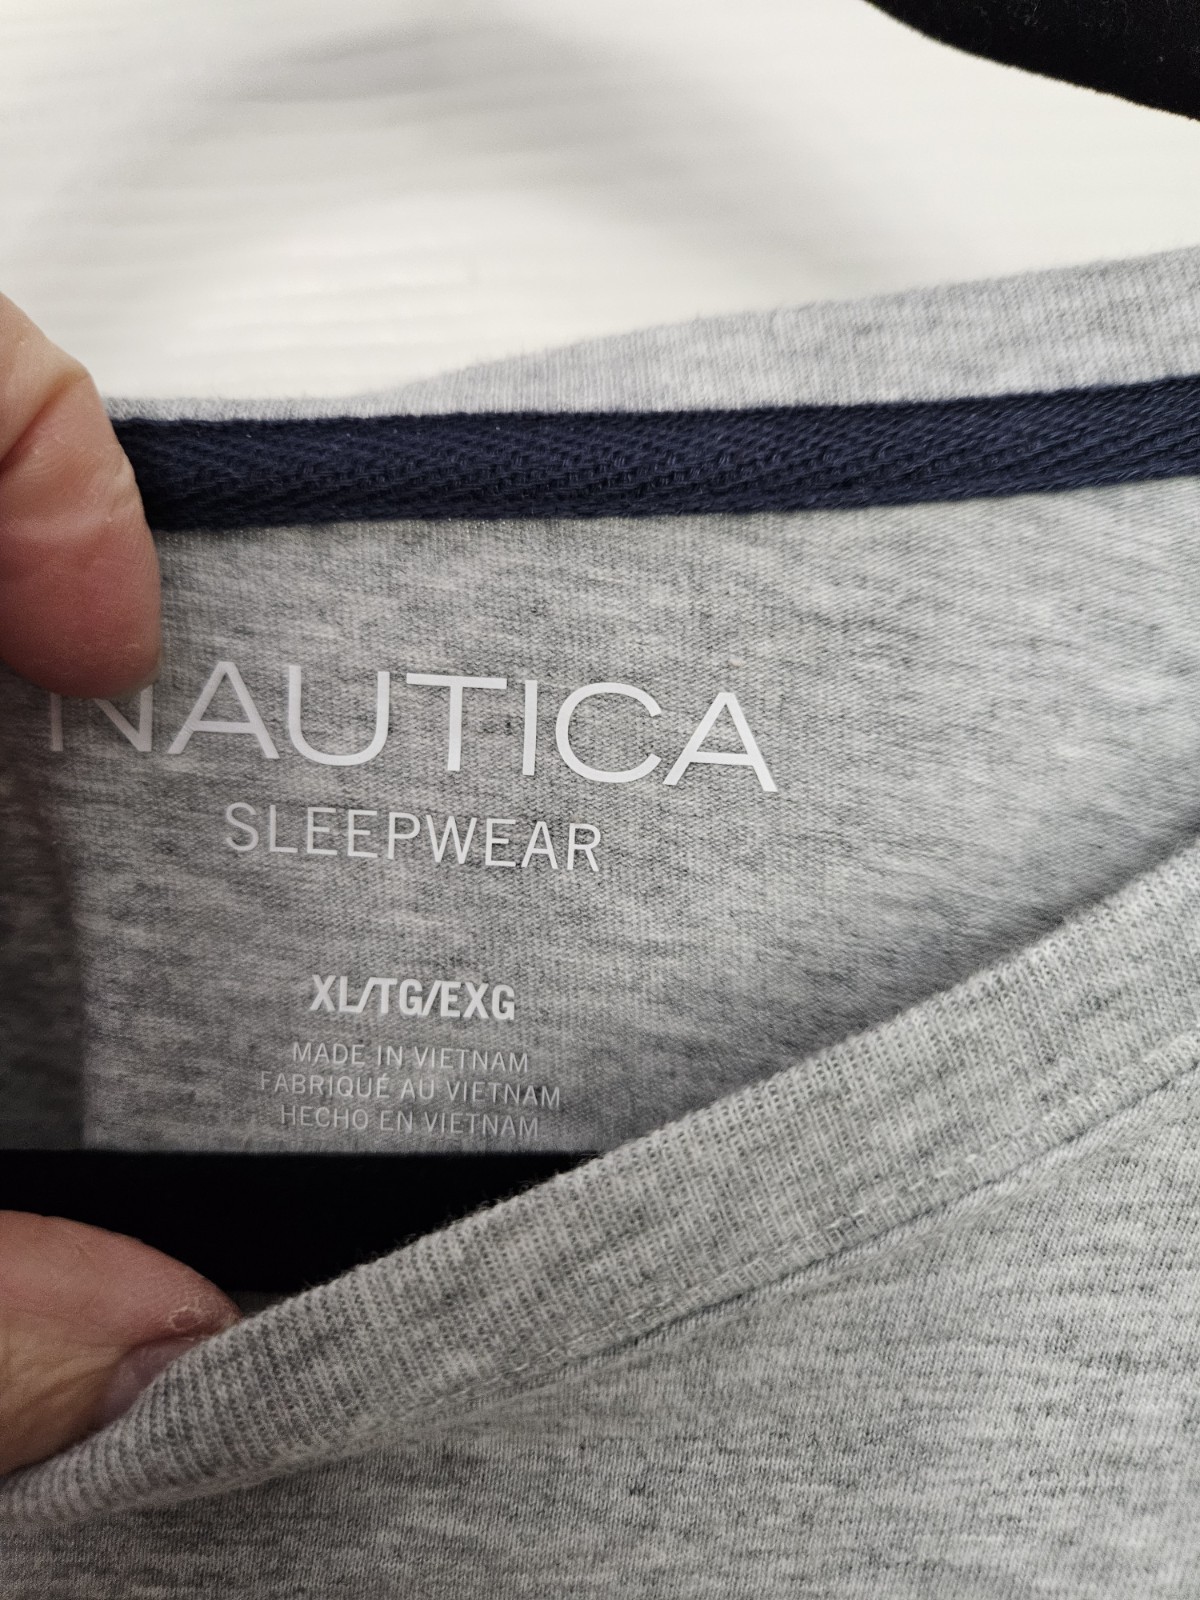 NAUTICA
SLEEPWEAR
XL/TG/EXG
MADE IN VIETNAM
FABRIQUÉ AU VIETNAM
HECHO EN VIETNAM